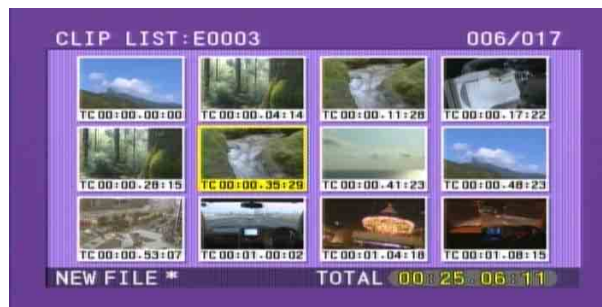 CLIP LIST:E0003 006/017
TC 00:00.00:00 TC 00:00.04:14 TC 00:00.11:28 TC 00:00.17:22
TC 00:00.28:15 TC 00:00.35:29 TC 00:00.41:23 TC 00:00.48:23
TC 00:00.53:07 TC 00:01.00:02 TC 00:01.04:18 TC 00:01.08:15
NEW FILE * TOTAL 00:25.06:11